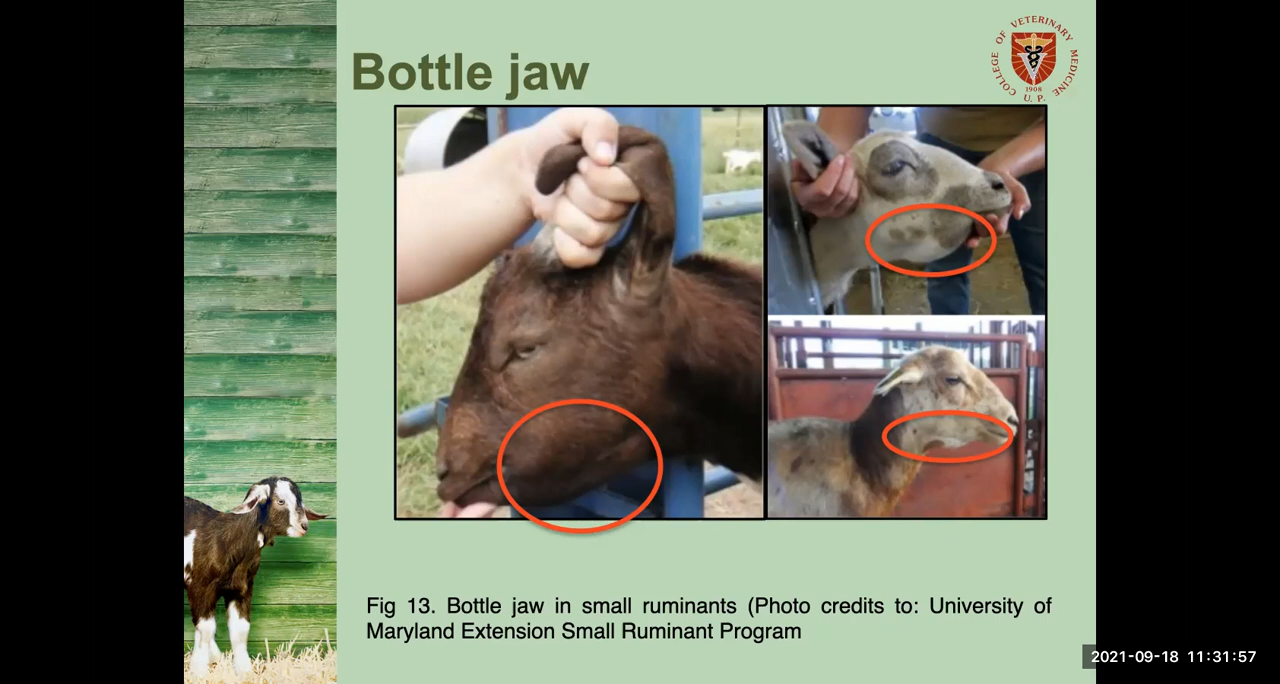 Bottle jaw
COLLEGE OF VETERINARY MEDICINE
1908
U. P.
Fig 13. Bottle jaw in small ruminants (Photo credits to: University of
Maryland Extension Small Ruminant Program
2021-09-18 11:31:57